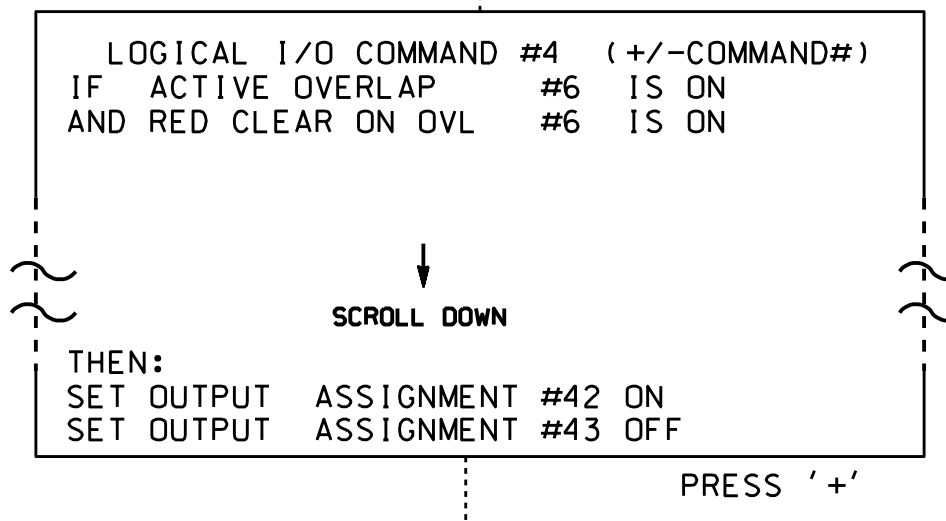 LOGICAL I/O COMMAND #4 (+/-COMMAND#)
IF ACTIVE OVERLAP #6 IS ON
AND RED CLEAR ON OVL #6 IS ON
SCROLL DOWN
THEN:
SET OUTPUT ASSIGNMENT #42 ON
SET OUTPUT ASSIGNMENT #43 OFF
PRESS '+'